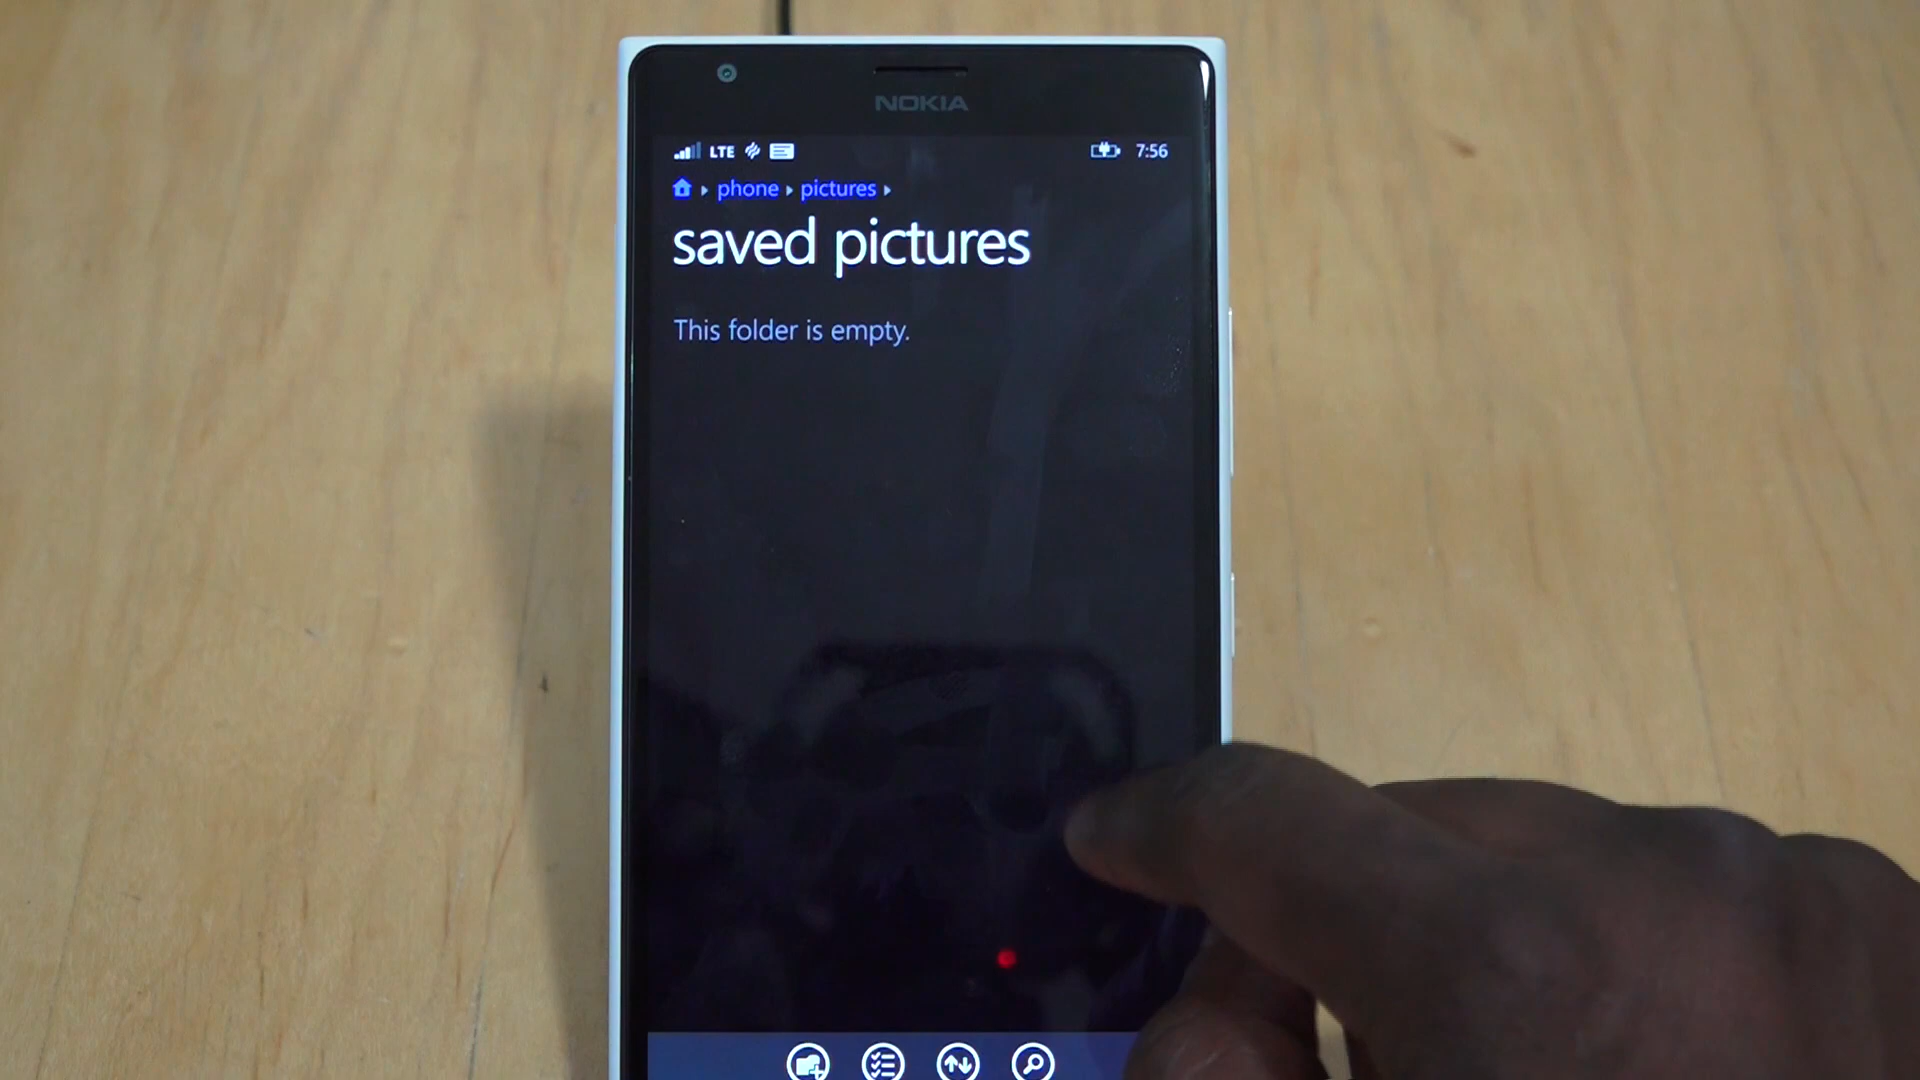 NOKIA
LTE 7:56
phone pictures
saved pictures
This folder is empty.